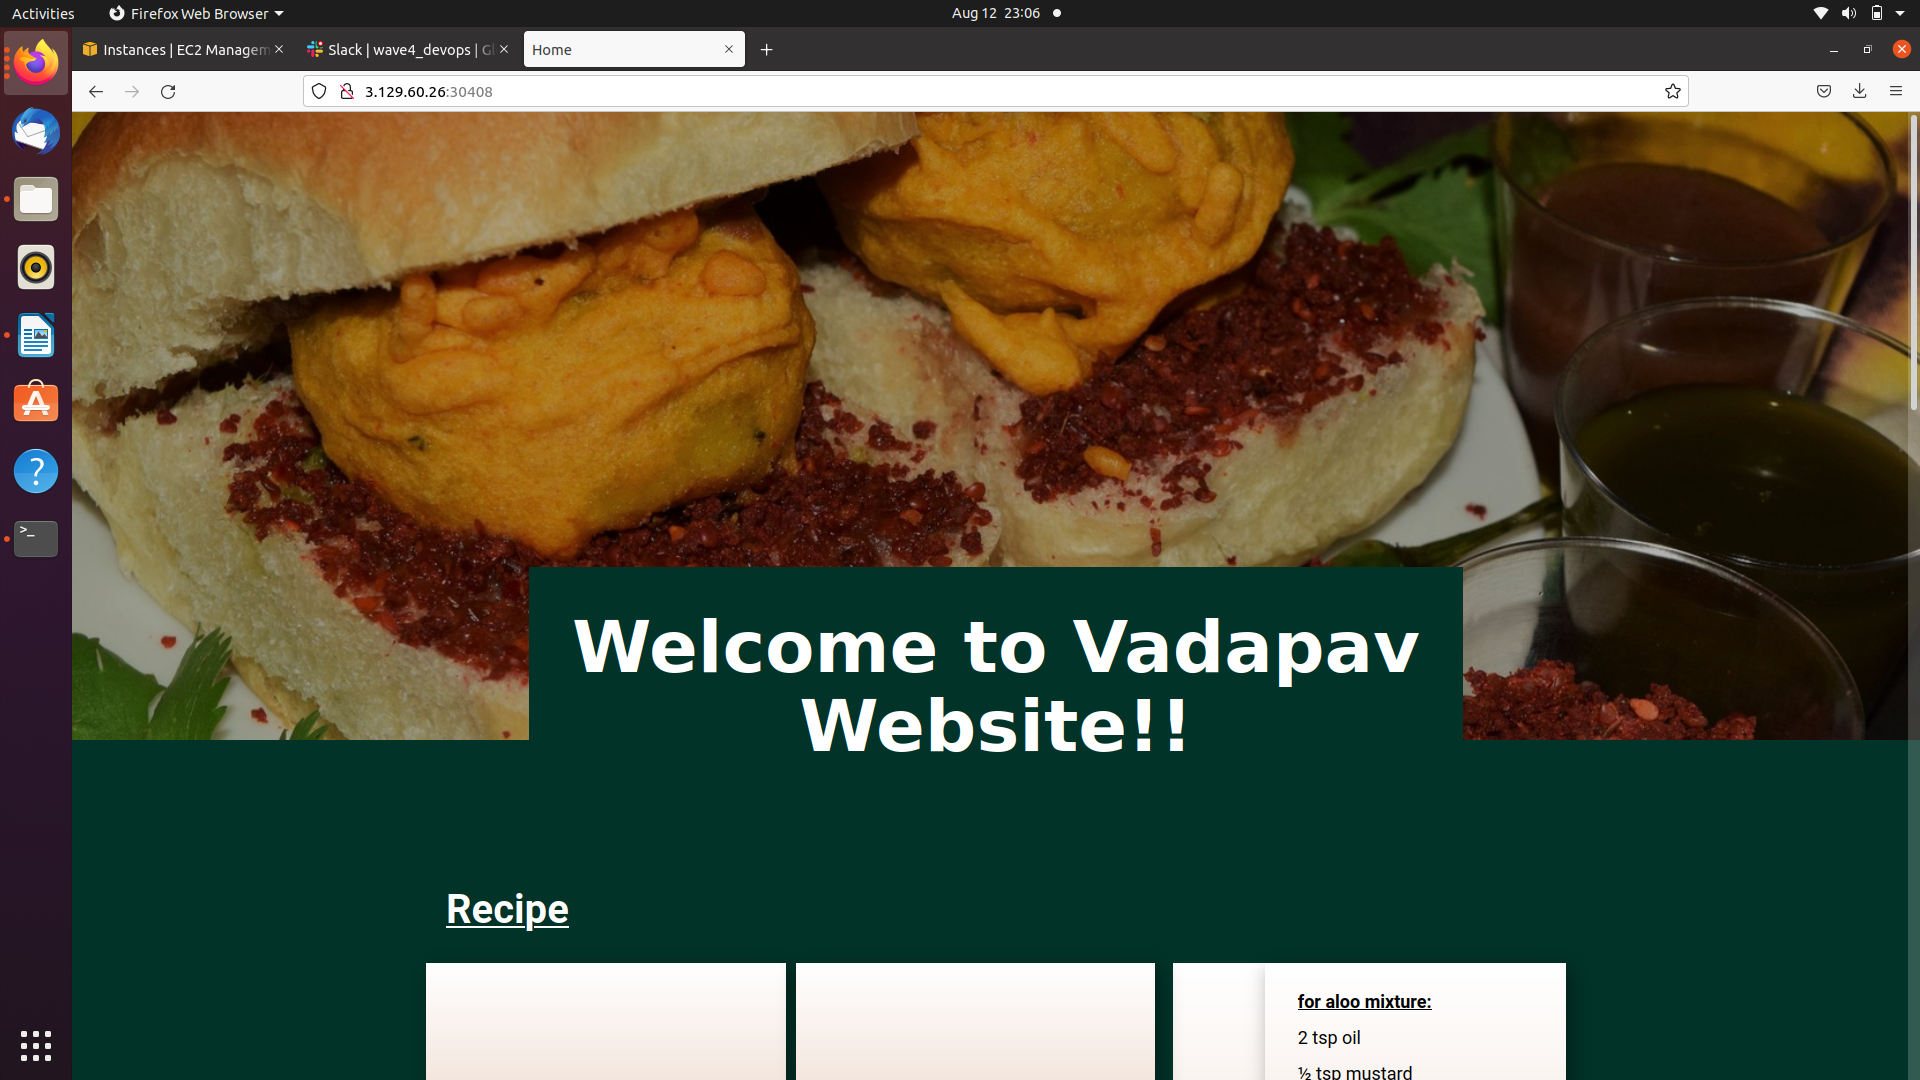 Activities
Firefox Web Browser
Aug 12 23:06
Instances | EC2 Managem
Slack | wave4_devops | Gl
Home
3.129.60.26:30408
Welcome to Vadapav
Website!!
Recipe
for aloo mixture:
2 tsp oil
½ tsp mustard